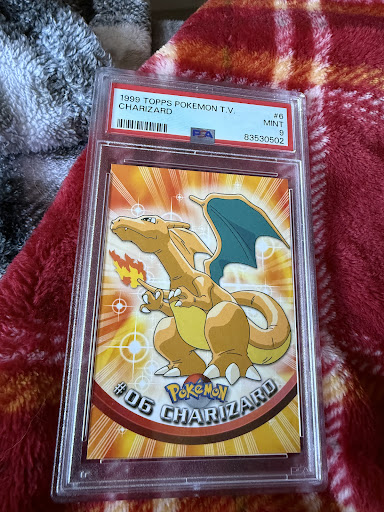 1999 TOPPS POKEMON T.V. #6
CHARIZARD MINT
9
PSA 83530502
POKéMON
#06 CHARIZARD